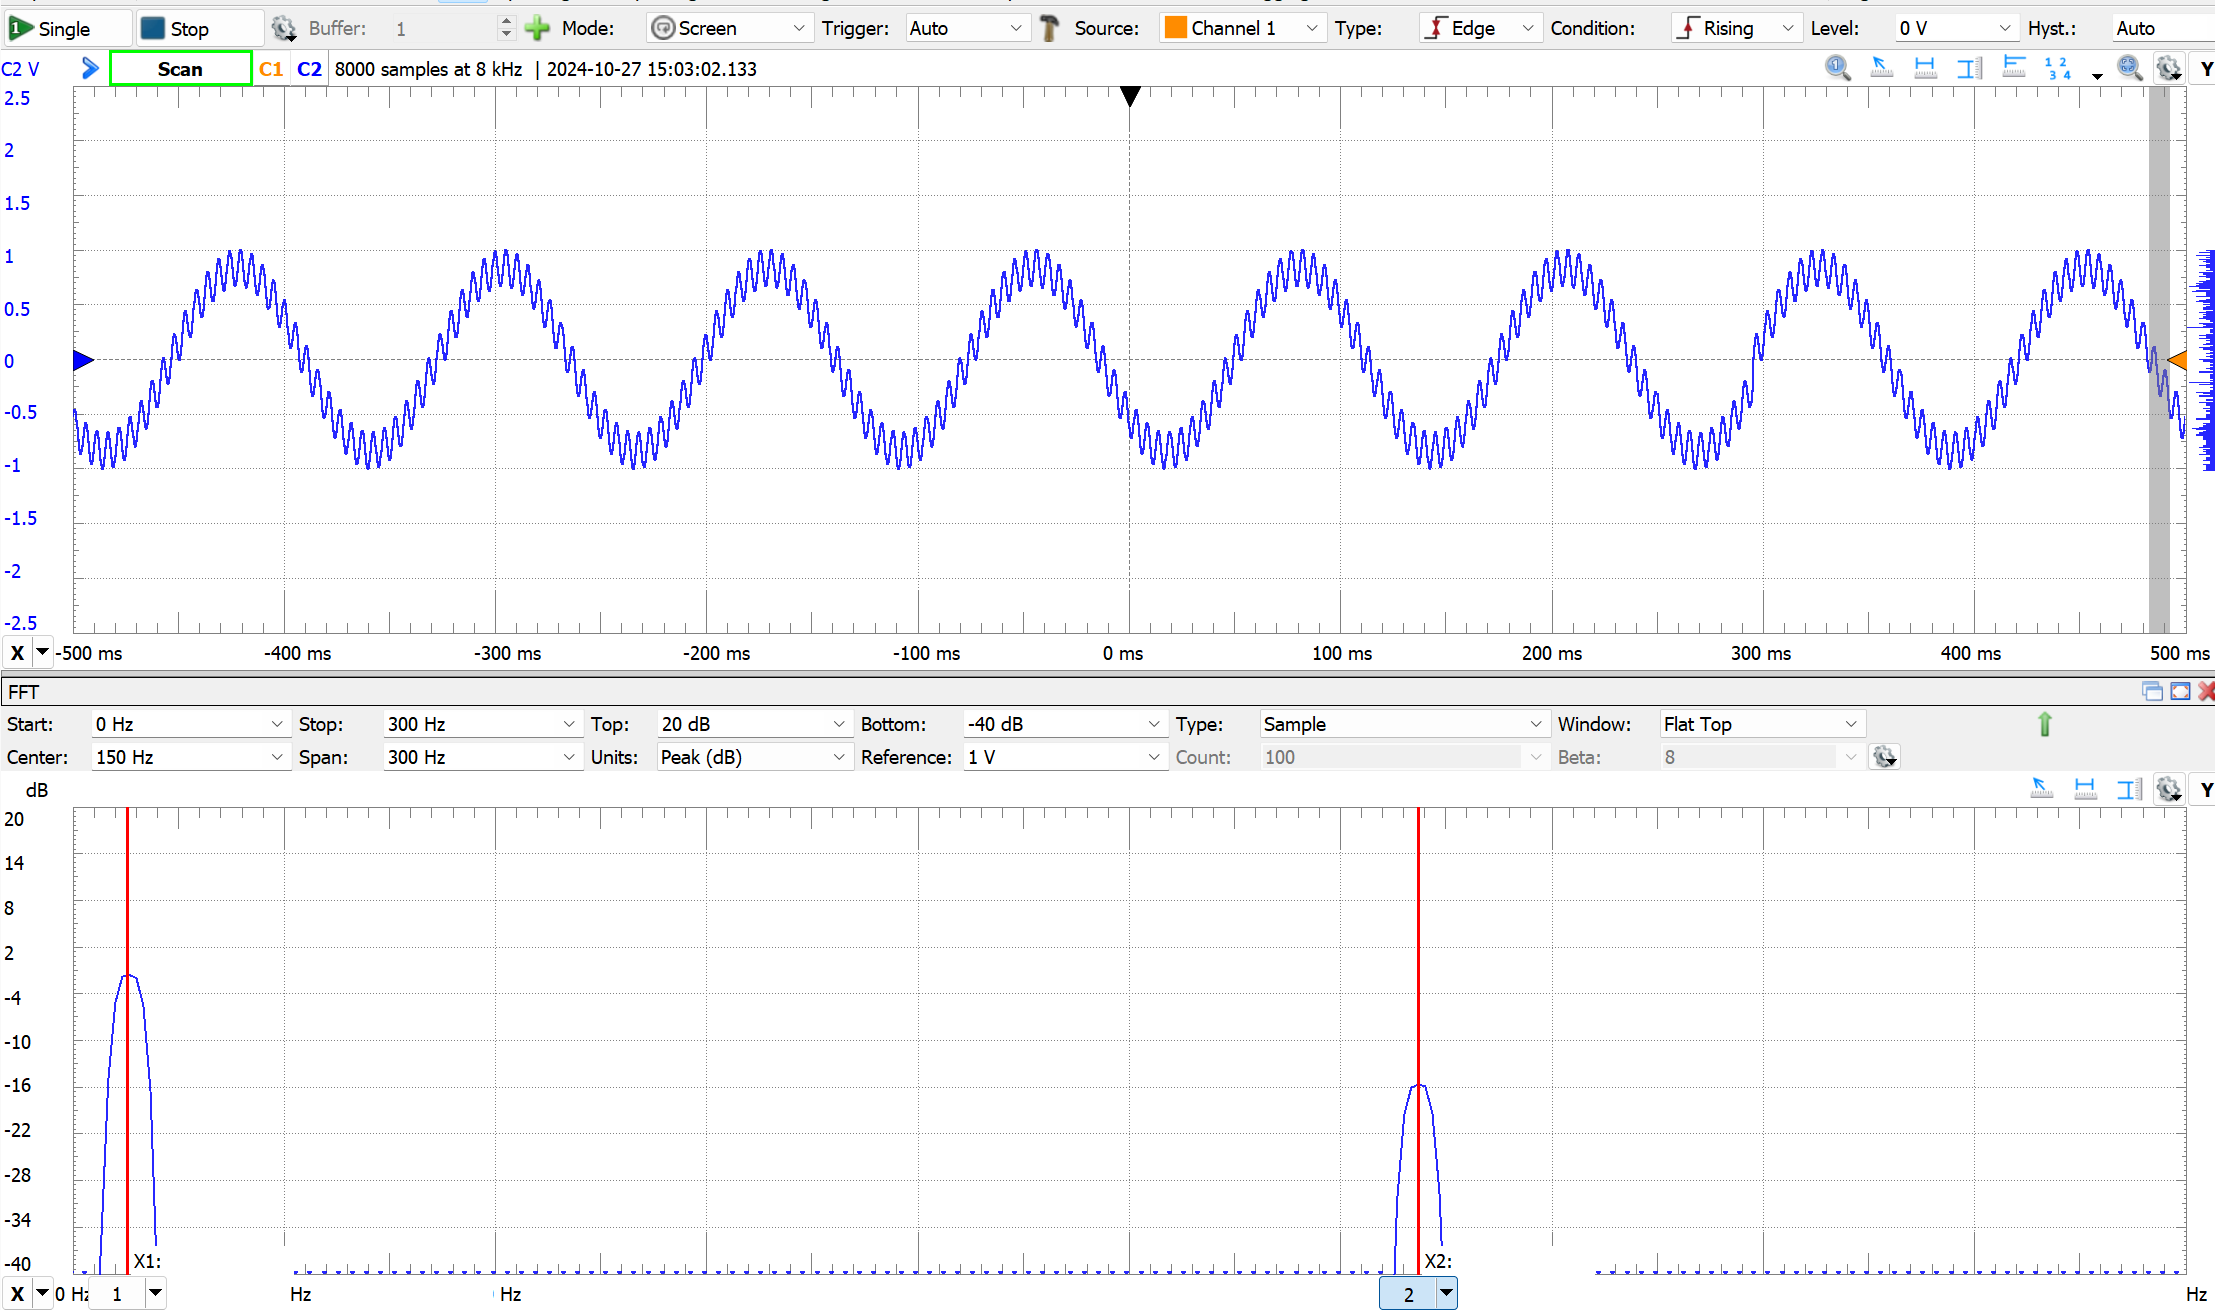 Single Stop Buffer: 1 Mode: Screen Trigger: Auto Source: Channel 1 Type: Edge Condition: Rising Level: 0 V Hyst.: Auto
C2 V Scan C1 C2 8000 samples at 8 kHz | 2024-10-27 15:03:02.133 1 2 3 4 Y
2.5
2
1.5
1
0.5
0
-0.5
-1
-1.5
-2
-2.5
X -500 ms -400 ms -300 ms -200 ms -100 ms 0 ms 100 ms 200 ms 300 ms 400 ms 500 ms
FFT
Start: 0 Hz Stop: 300 Hz Top: 20 dB Bottom: -40 dB Type: Sample Window: Flat Top
Center: 150 Hz Span: 300 Hz Units: Peak (dB) Reference: 1 V Count: 100 Beta: 8
dB Y
20
14
8
2
-4
-10
-16
-22
-28
-34
-40
X1: X2:
X 0 Hz 1 Hz Hz 2 Hz